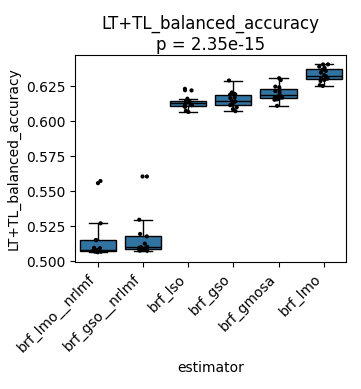 LT+TL_balanced_accuracy
p = 2.35e-15
LT+TL_balanced_accuracy
0.625
0.600
0.575
0.550
0.525
0.500
brf_lmo__nrlmf
brf_gso__nrlmf
brf_lso
brf_gso
brf_gmosa
brf_lmo
estimator